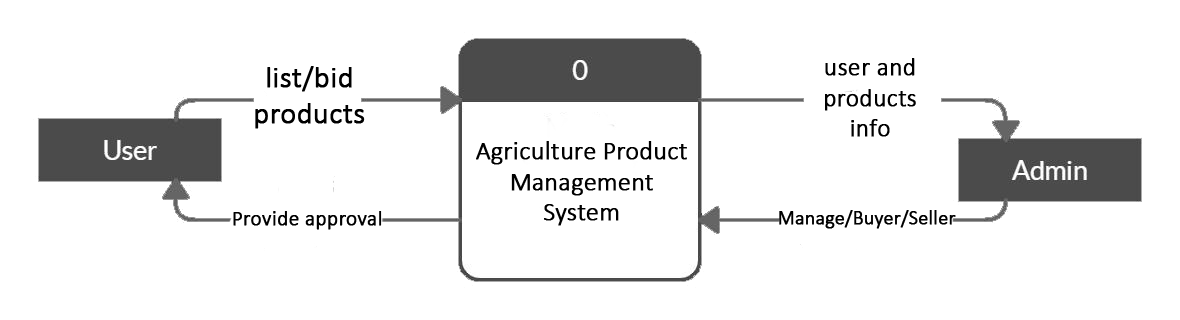 list/bid
products
0
user and
products
info
User
Agriculture Product
Management
System
Admin
Provide approval
Manage/Buyer/Seller